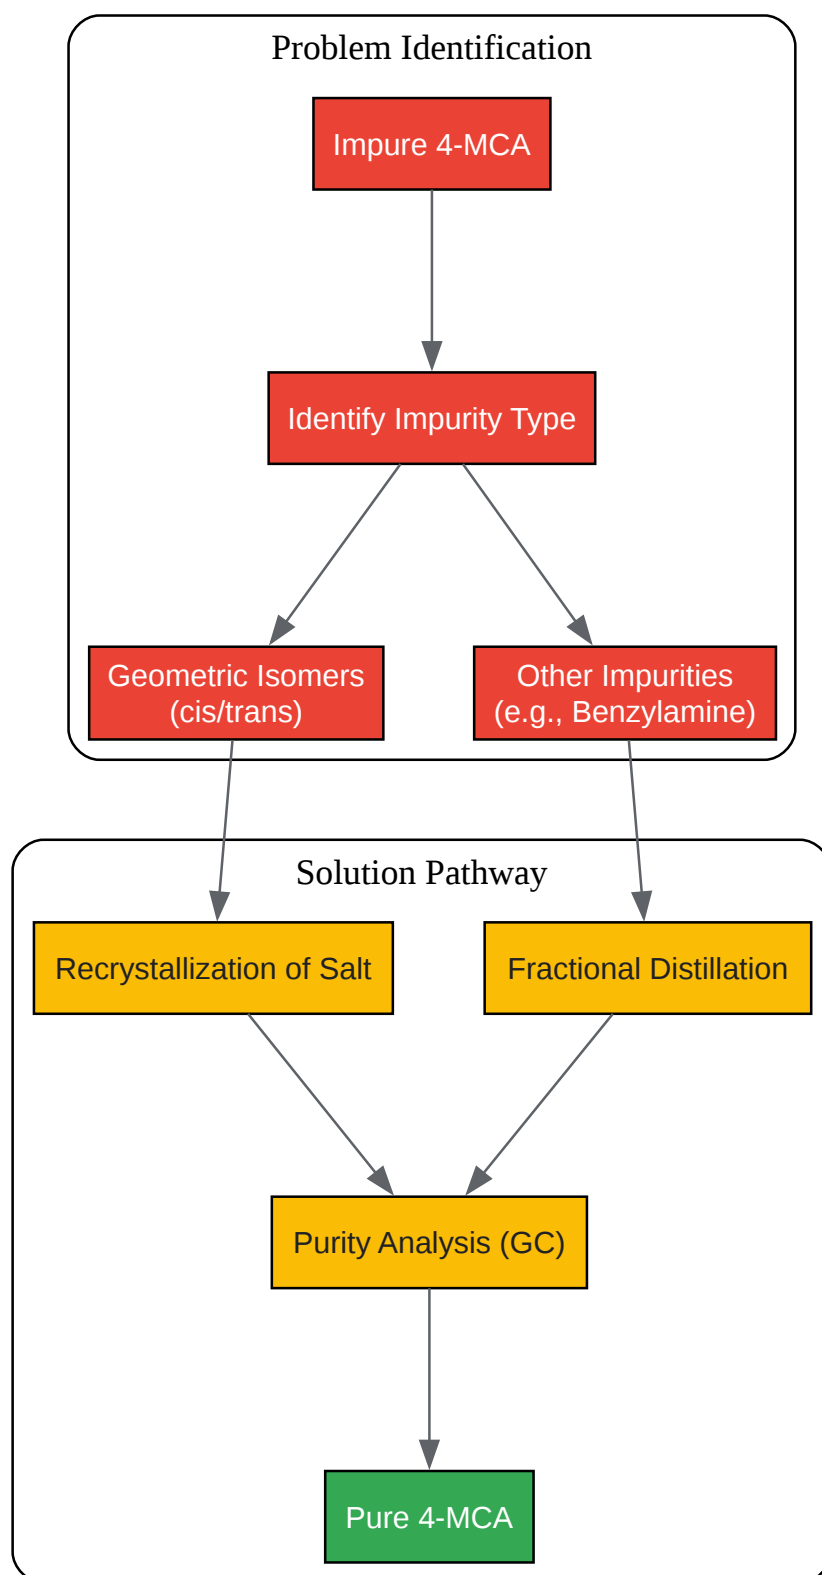 Problem Identification
Impure 4-MCA
Identify Impurity Type
Geometric Isomers
(cis/trans)
Other Impurities
(e.g., Benzylamine)
Solution Pathway
Recrystallization of Salt
Fractional Distillation
Purity Analysis (GC)
Pure 4-MCA